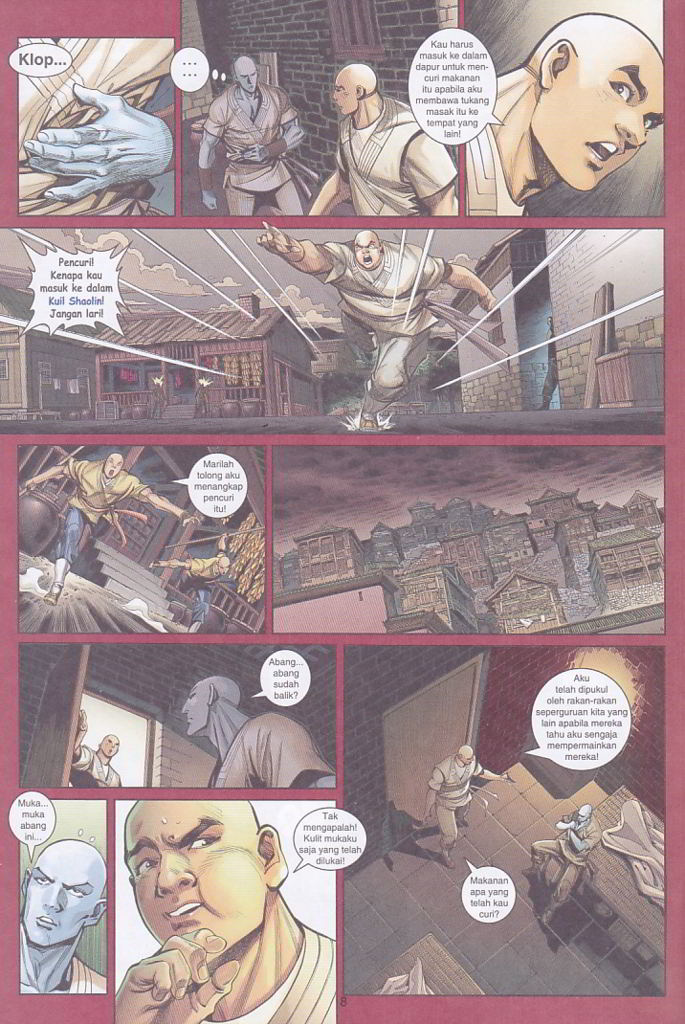 Klop...
...
...
Kau harus
masuk ke dalam
dapur untuk men-
curi makanan
itu apabila aku
membawa tukang
masak itu ke
tempat yang
lain!
Pencuri!
Kenapa kau
masuk ke dalam
Kuil Shaolin!
Jangan lari!
Marilah
tolong aku
menangkap
pencuri
itu!
Abang...
abang
sudah
balik?
Aku
telah dipukul
oleh rakan-rakan
seperguruan kita yang
lain apabila mereka
tahu aku sengaja
mempermainkan
mereka!
Makanan
apa yang
telah kau
curi?
Muka...
muka
abang
ini...
Tak
mengapalah!
Kulit mukaku
saja yang telah
dilukai!
8